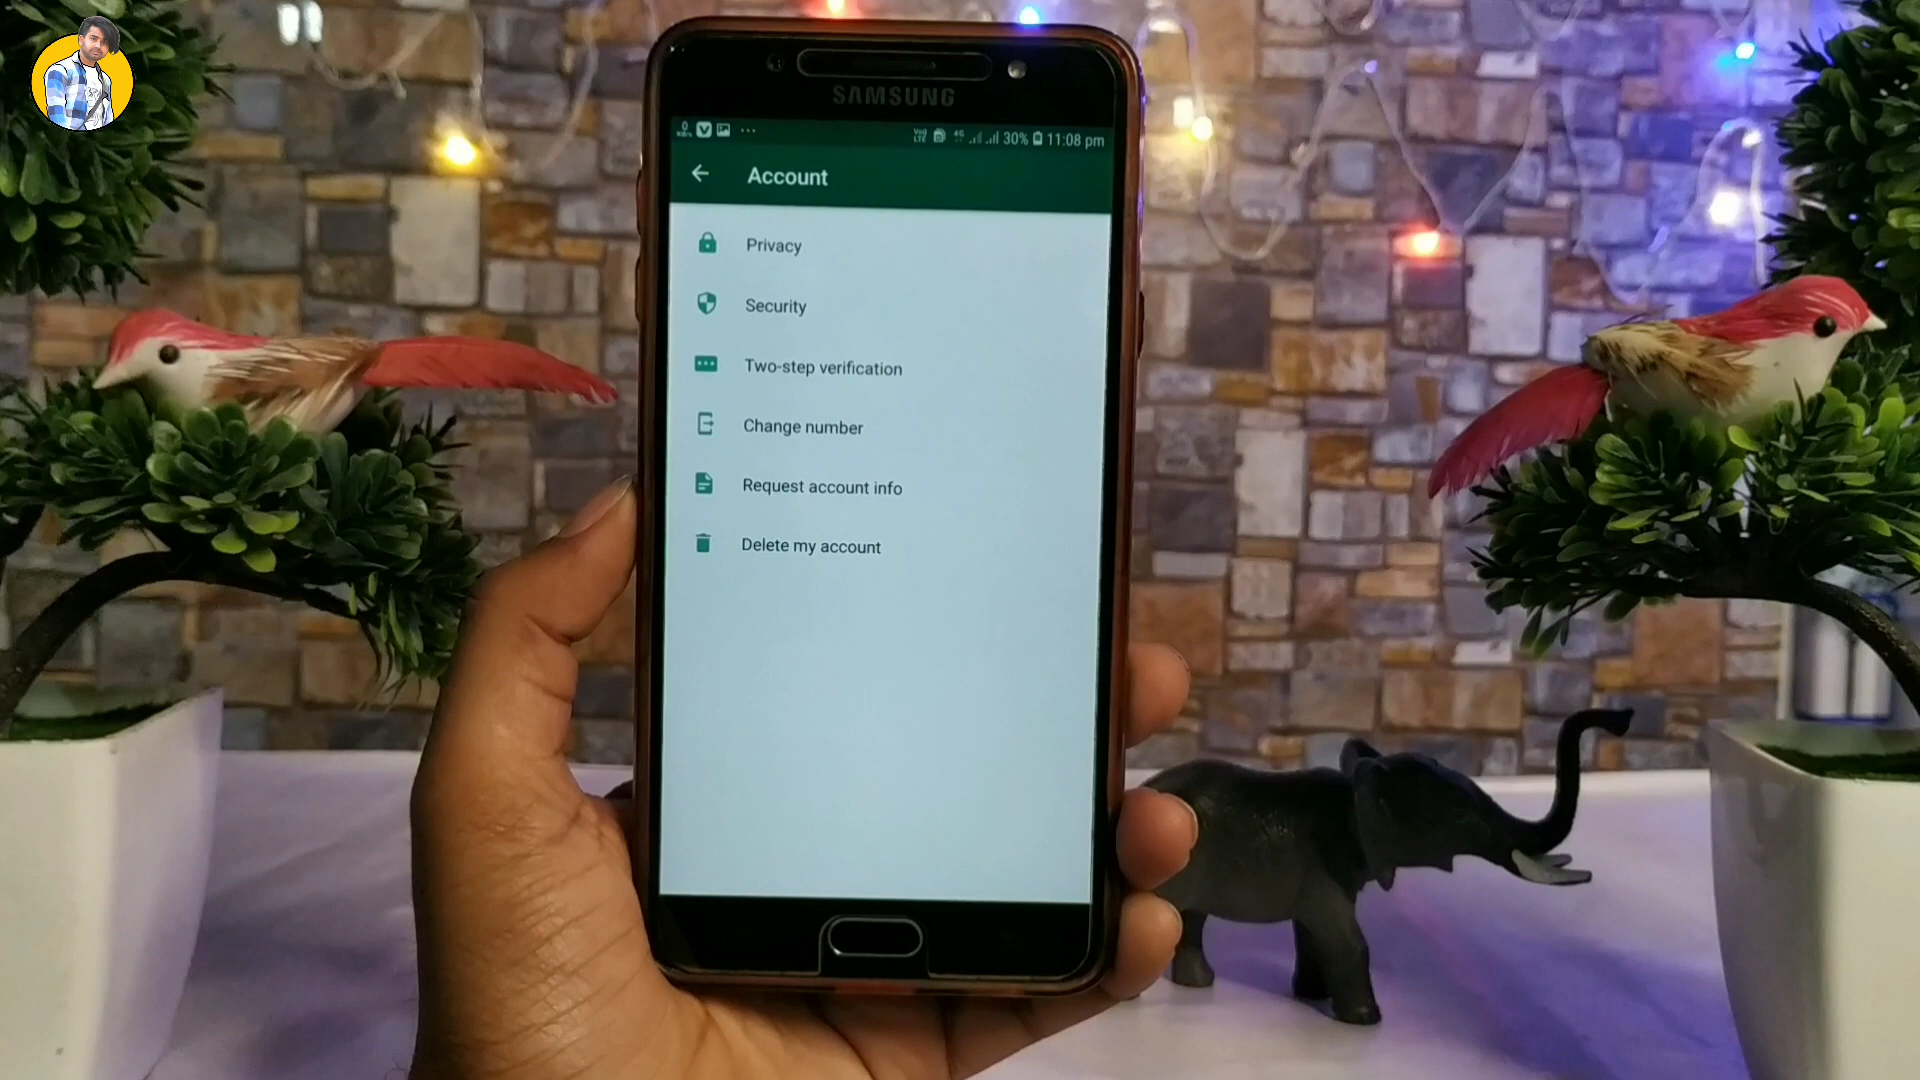 SAMSUNG
30% 11:08 pm
Account
Privacy
Security
Two-step verification
Change number
Request account info
Delete my account